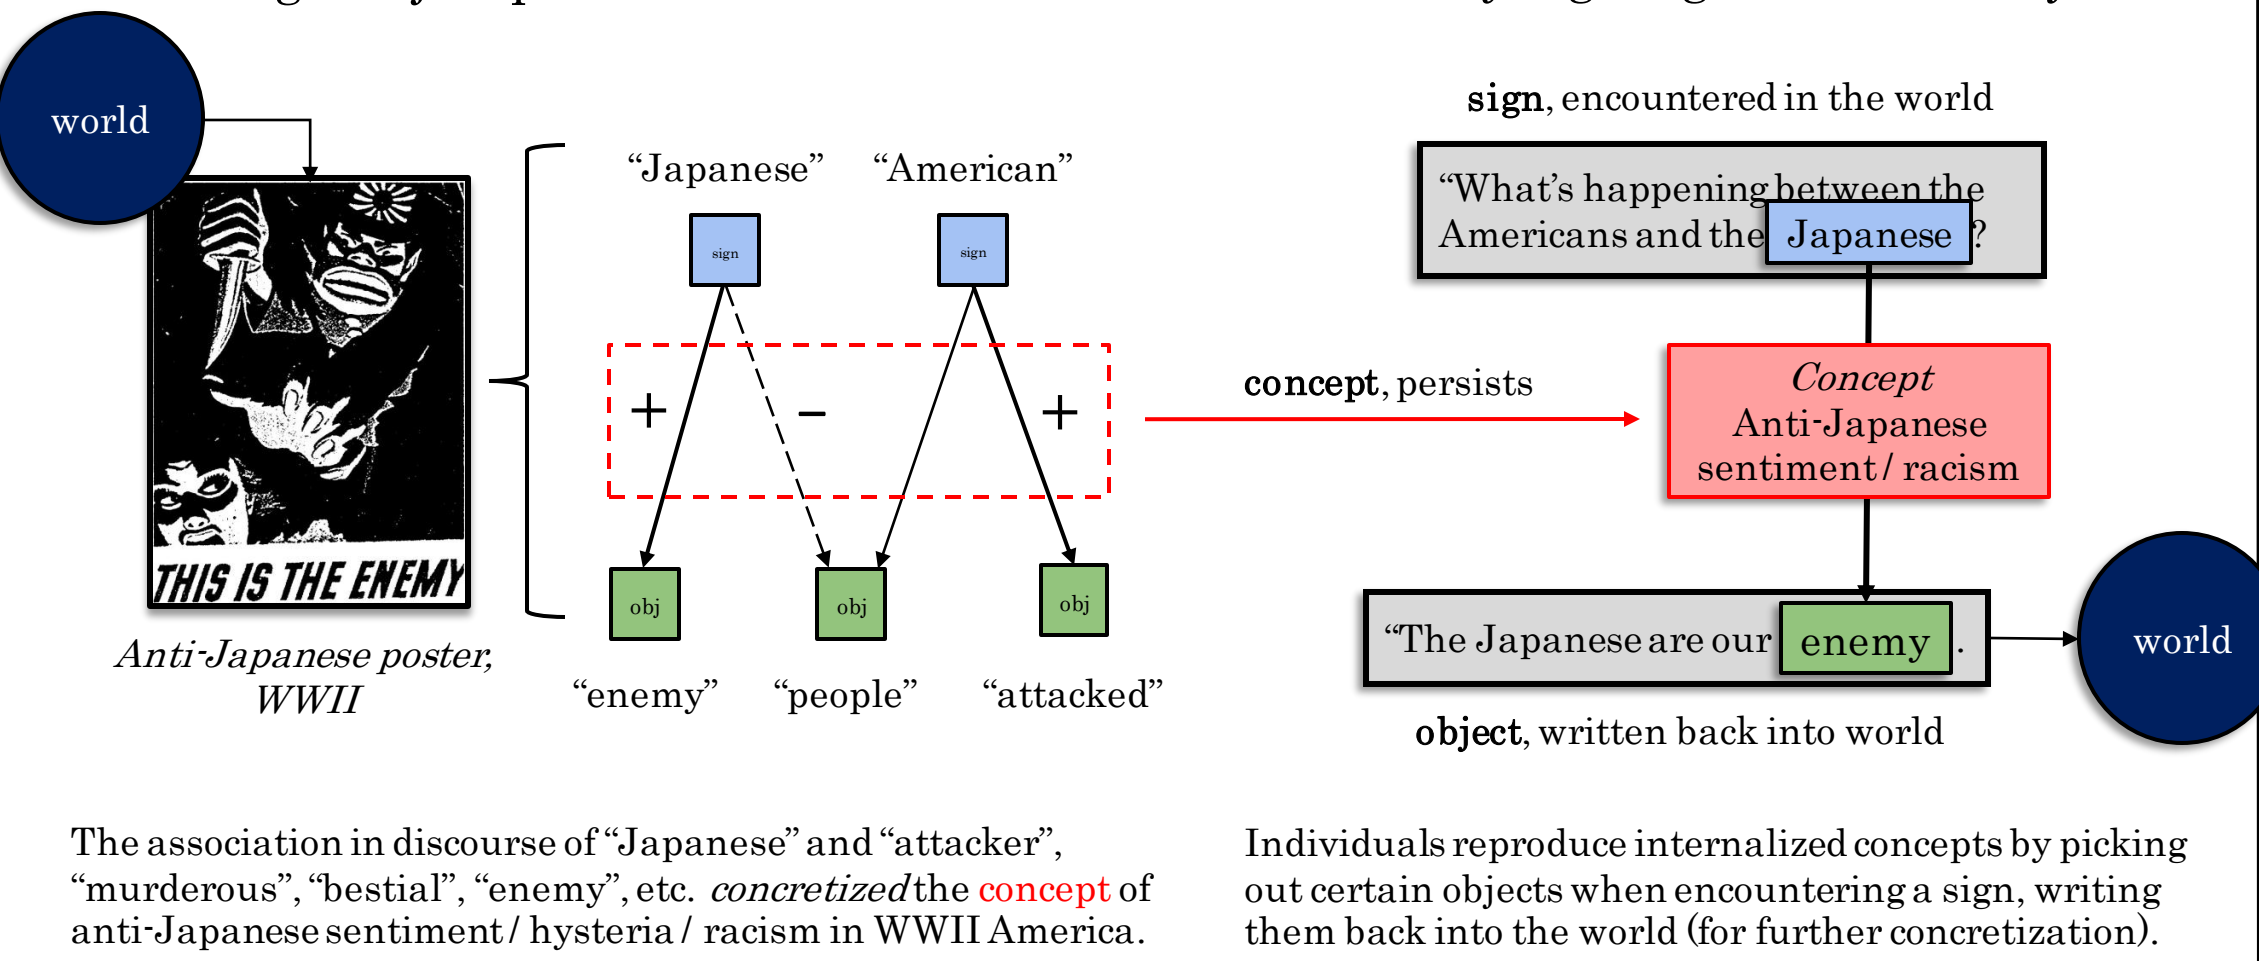 world
"Japanese" "American"
sign sign
+ – +
obj obj obj
"enemy" "people" "attacked"
THIS IS THE ENEMY
Anti-Japanese poster,
WWII
concept, persists
sign, encountered in the world
"What's happening between the
Americans and the Japanese ?
Concept
Anti-Japanese
sentiment / racism
"The Japanese are our enemy .
world
object, written back into world
The association in discourse of "Japanese" and "attacker",
"murderous", "bestial", "enemy", etc. concretized the concept of
anti-Japanese sentiment / hysteria / racism in WWII America.
Individuals reproduce internalized concepts by picking
out certain objects when encountering a sign, writing
them back into the world (for further concretization).